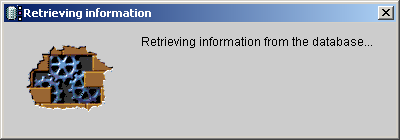 Retrieving information
Retrieving information from the database...